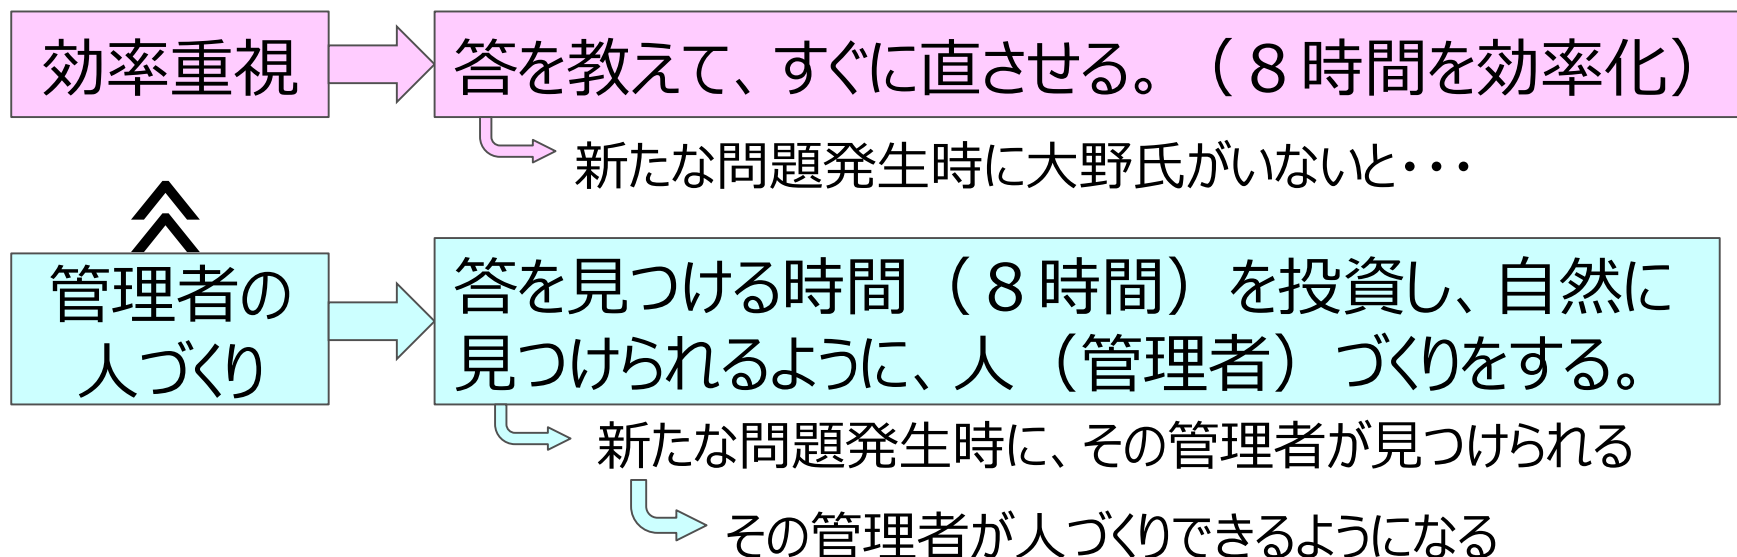 効率重視
答を教えて、すぐに直させる。（８時間を効率化）
新たな問題発生時に大野氏がいないと・・・
管理者の
人づくり
答を見つける時間（８時間）を投資し、自然に
見つけられるように、人（管理者）づくりをする。
新たな問題発生時に、その管理者が見つけられる
その管理者が人づくりできるようになる